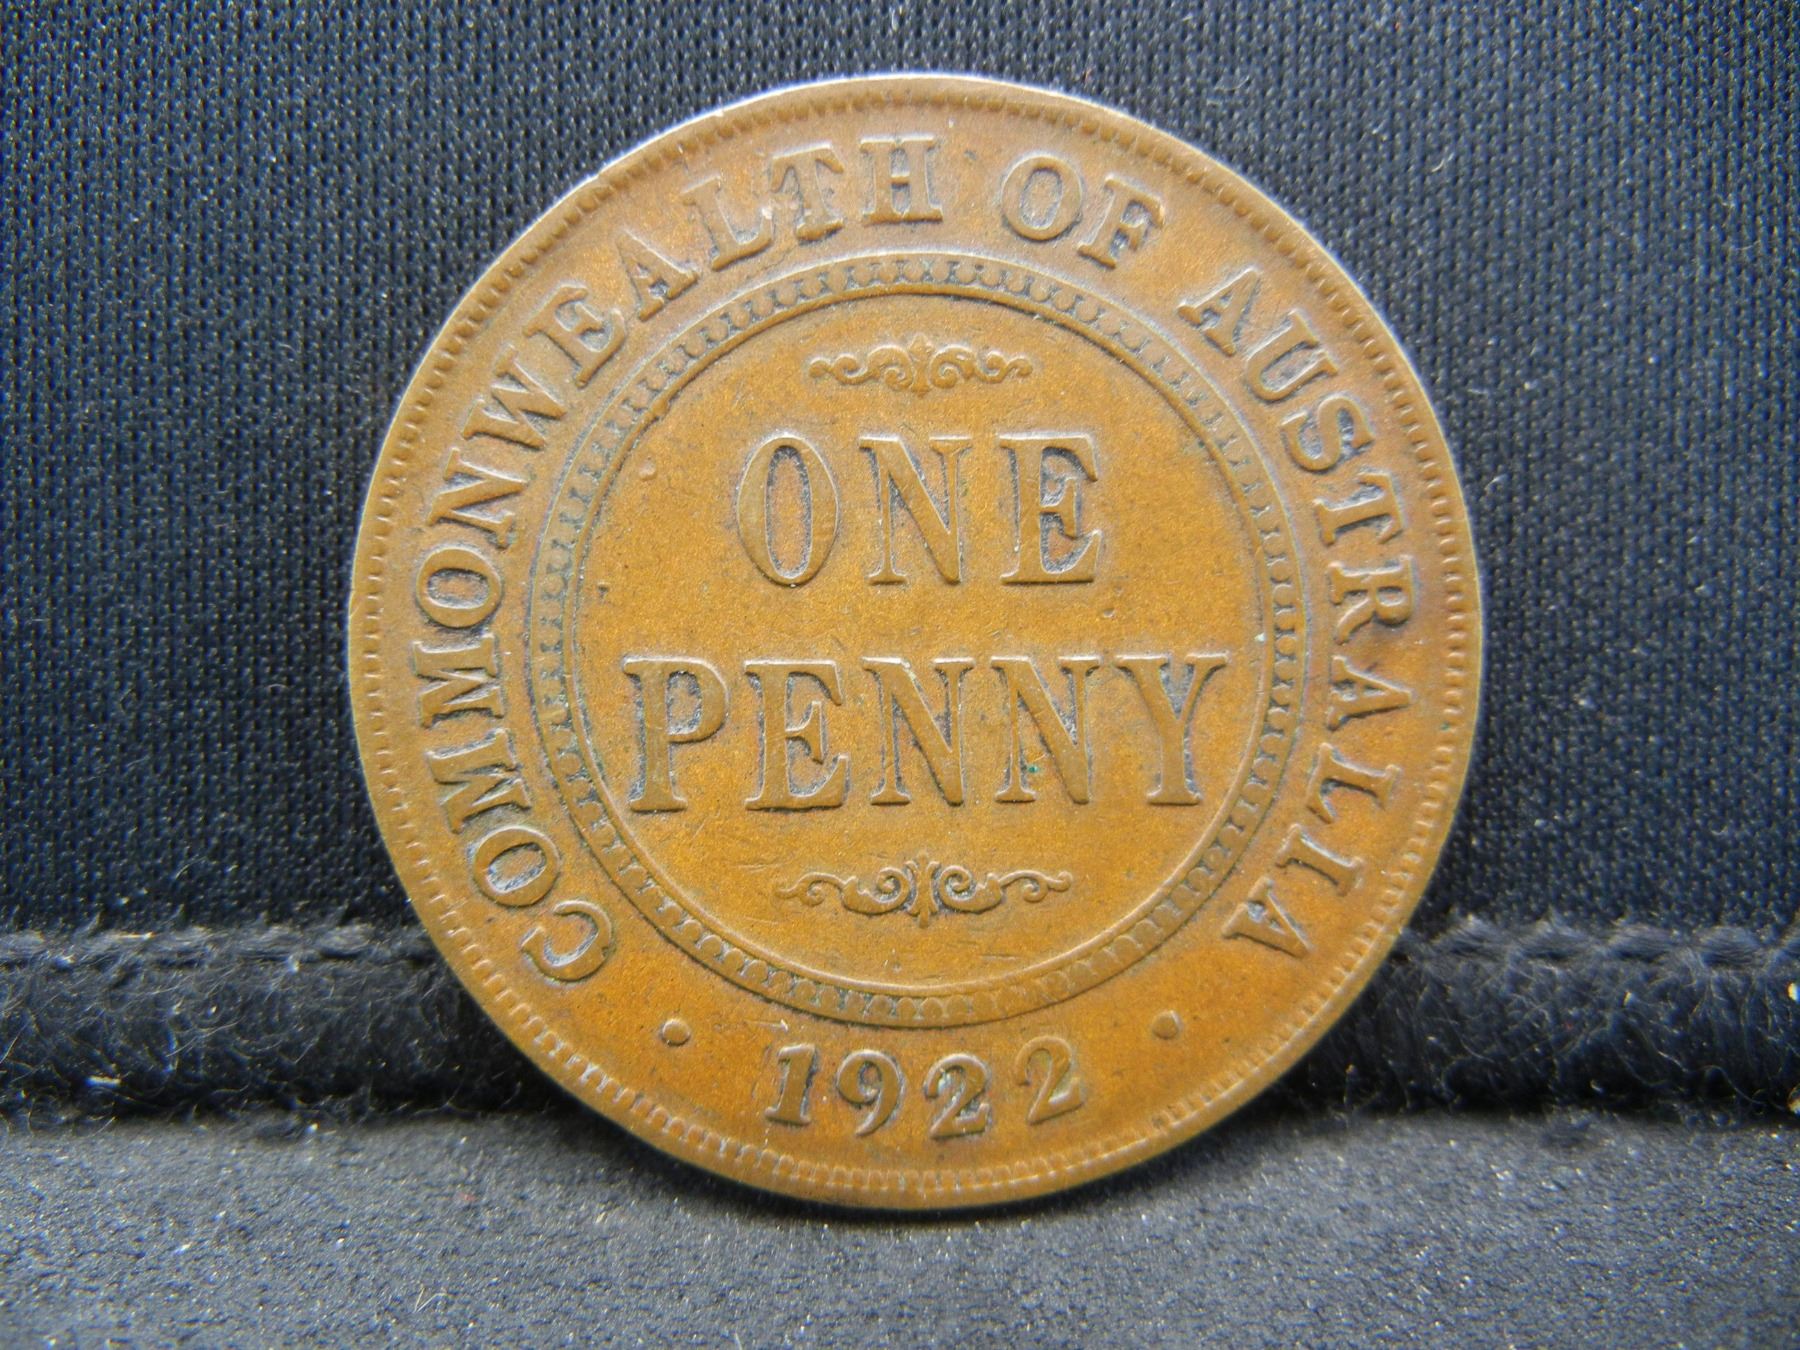 COMMONWEALTH OF AUSTRALIA
ONE
PENNY
· 1922 ·